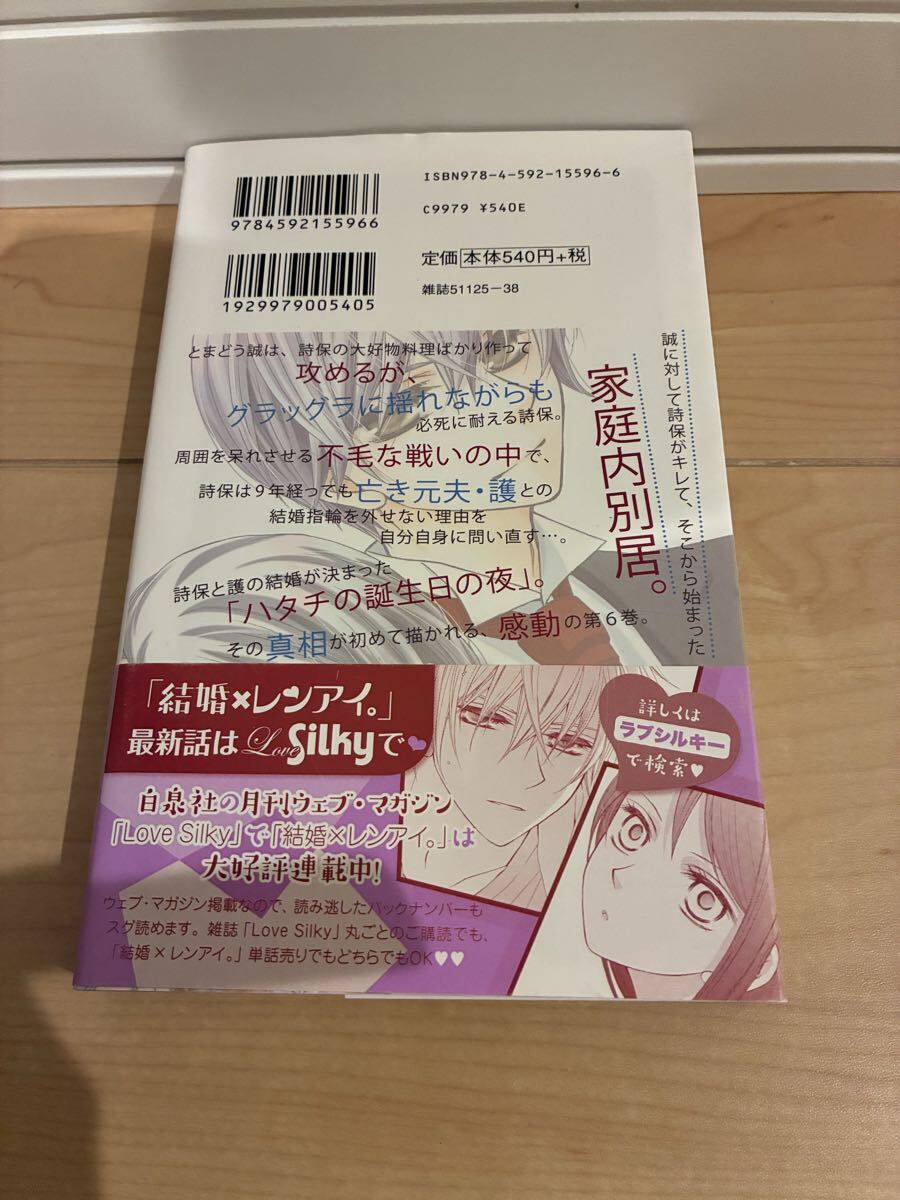 ISBN978-4-592-15596-6
9784592155966
C9979 ¥540E
定価 本体540円+税
1929979005405
雑誌51125-38
誠に対して詩保がキレて、そこから始まった
家庭内別居。
とまどう誠は、詩保の大好物料理ばかり作って
攻めるが、
グラッグラに揺れながらも
必死に耐える詩保。
周囲を呆れさせる不毛な戦いの中で、
詩保は9年経っても亡き元夫・護との
結婚指輪を外せない理由を
自分自身に問い直す…。
詩保と護の結婚が決まった
「ハタチの誕生日の夜」。
その真相が初めて描かれる、感動の第6巻。
「結婚×レンアイ。」
最新話はLove Silkyで
詳しくは
ラブシルキー
で検索♥
白泉社の月刊ウェブ・マガジン
「Love Silky」で「結婚×レンアイ。」は
大好評連載中!
ウェブ・マガジン掲載なので、読み逃したバックナンバーも
スグ読めます。雑誌「Love Silky」丸ごとのご購読でも、
「結婚×レンアイ。」単話売りでもどちらでもOK♥♥